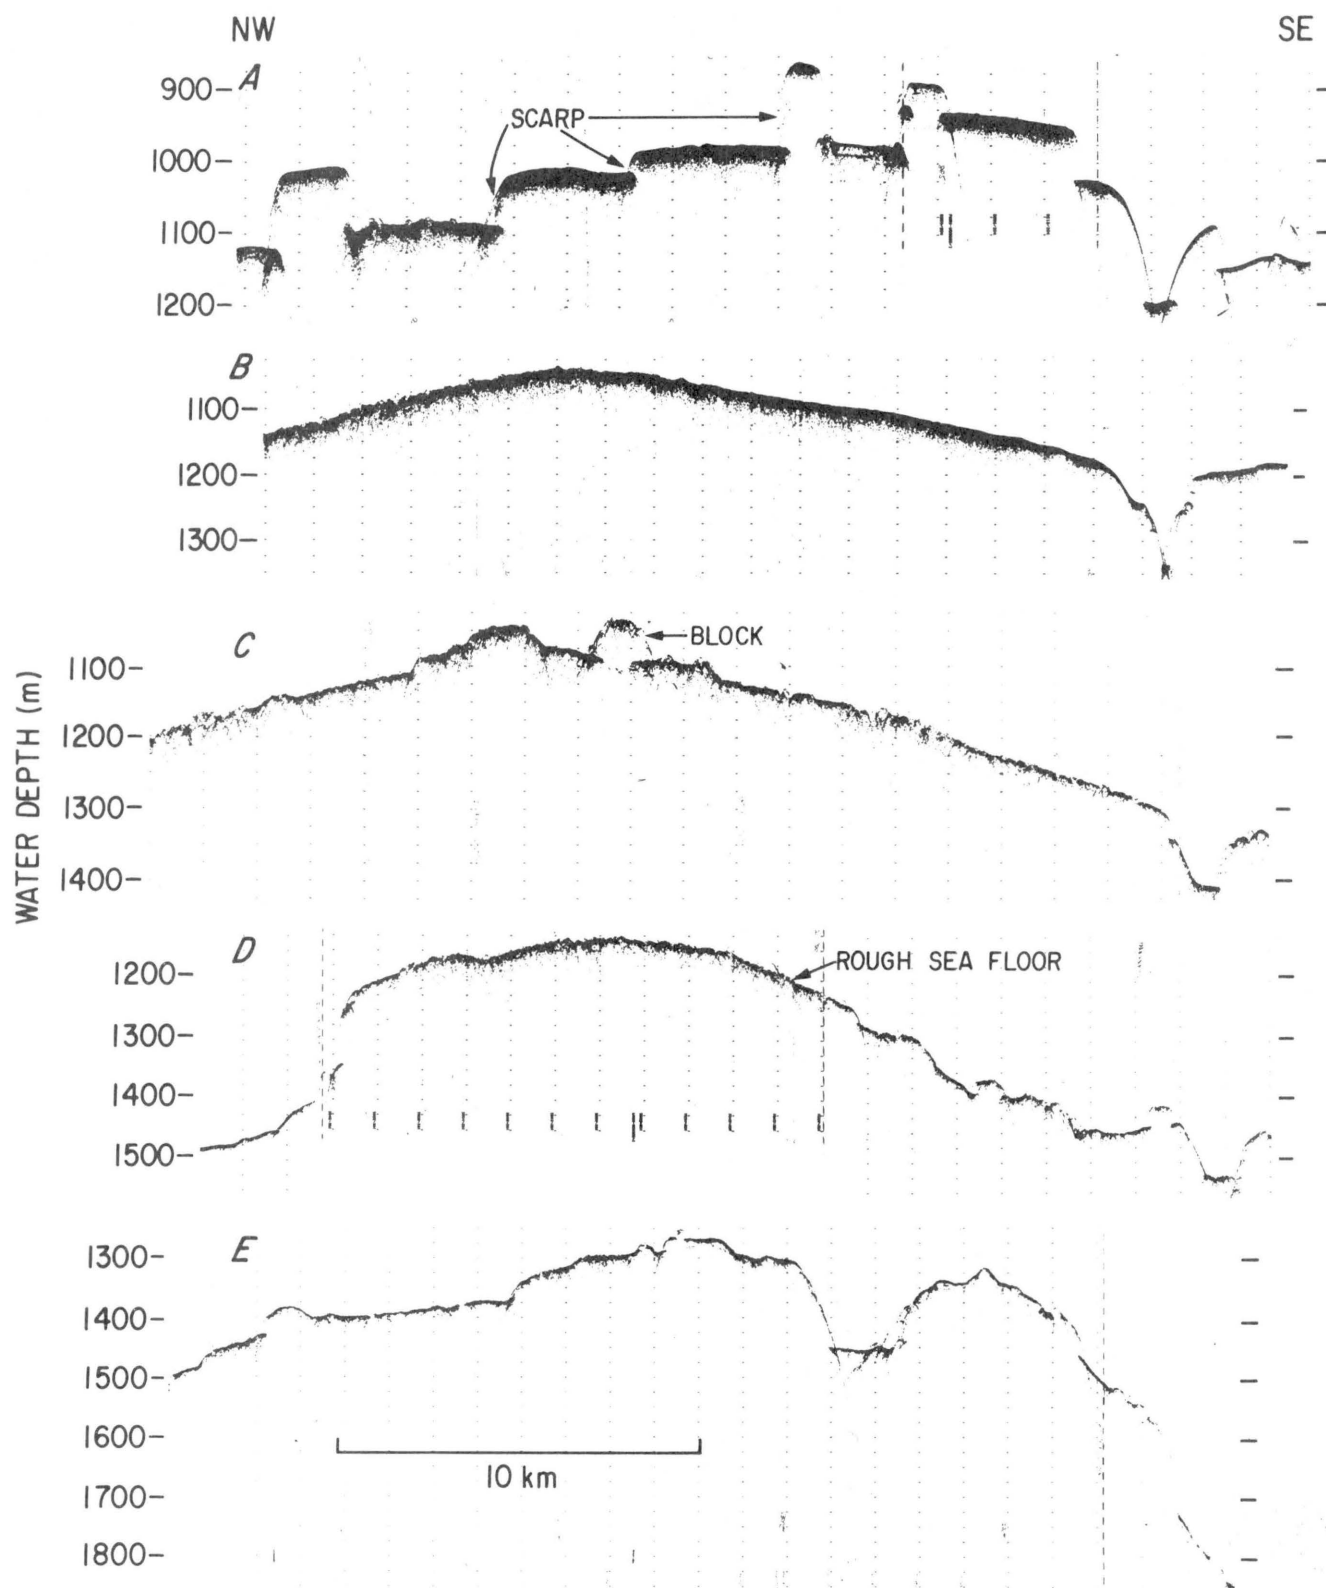 NW SE
A
900–
SCARP
1000–
1100–
1200–
B
1100–
1200–
1300–
C
BLOCK
1100–
1200–
1300–
1400–
WATER DEPTH (m)
D
ROUGH SEA FLOOR
1200–
1300–
1400–
1500–
E
1300–
1400–
1500–
1600–
10 km
1700–
1800–